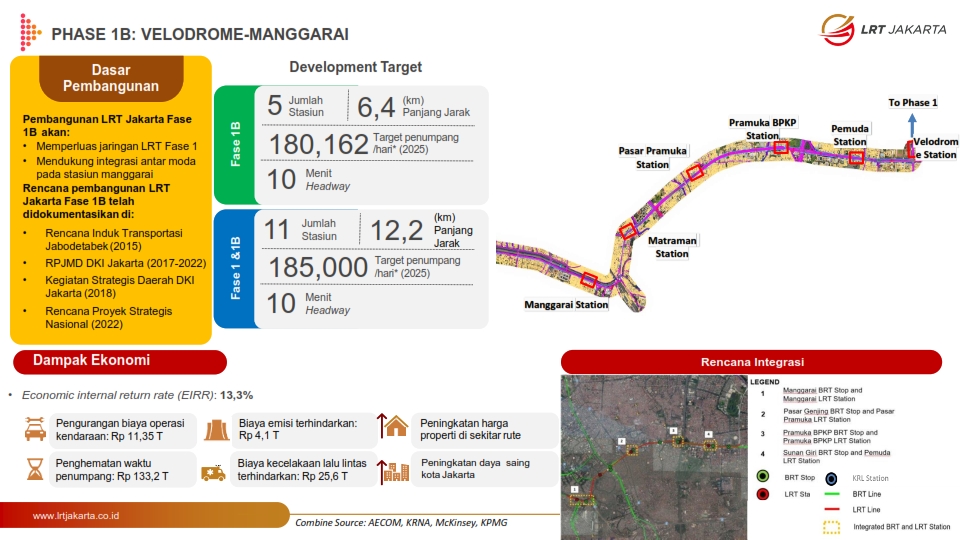 PHASE 1B: VELODROME-MANGGARAI
LRT JAKARTA
Dasar
Pembangunan
Pembangunan LRT Jakarta Fase
1B akan:
• Memperluas jaringan LRT Fase 1
• Mendukung integrasi antar moda
pada stasiun manggarai
Rencana pembangunan LRT
Jakarta Fase 1B telah
didokumentasikan di:
• Rencana Induk Transportasi
Jabodetabek (2015)
• RPJMD DKI Jakarta (2017-2022)
• Kegiatan Strategis Daerah DKI
Jakarta (2018)
• Rencana Proyek Strategis
Nasional (2022)
Development Target
Fase 1B
5 Jumlah
Stasiun
6,4 (km)
Panjang Jarak
180,162 Target penumpang
/hari* (2025)
10 Menit
Headway
Fase 1 &1B
11 Jumlah
Stasiun
12,2 (km)
Panjang
Jarak
185,000 Target penumpang
/hari* (2025)
10 Menit
Headway
To Phase 1
Pramuka BPKP
Station
Pemuda
Station
Velodrom
e Station
Pasar Pramuka
Station
Matraman
Station
Manggarai Station
Dampak Ekonomi
• Economic internal return rate (EIRR): 13,3%
Pengurangan biaya operasi
kendaraan: Rp 11,35 T
Biaya emisi terhindarkan:
Rp 4,1 T
Peningkatan harga
properti di sekitar rute
Penghematan waktu
penumpang: Rp 133,2 T
Biaya kecelakaan lalu lintas
terhindarkan: Rp 25,6 T
Peningkatan daya saing
kota Jakarta
Rencana Integrasi
1
2
3
4
LEGEND
1 Manggarai BRT Stop and
Manggarai LRT Station
2 Pasar Genjing BRT Stop and Pasar
Pramuka LRT Station
3 Pramuka BPKP BRT Stop and
Pramuka BPKP LRT Station
4 Sunan Giri BRT Stop and Pemuda
LRT Station
BRT Stop
KRL Station
LRT Sta
BRT Line
LRT Line
Integrated BRT and LRT Station
www.lrtjakarta.co.id
Combine Source: AECOM, KRNA, McKinsey, KPMG